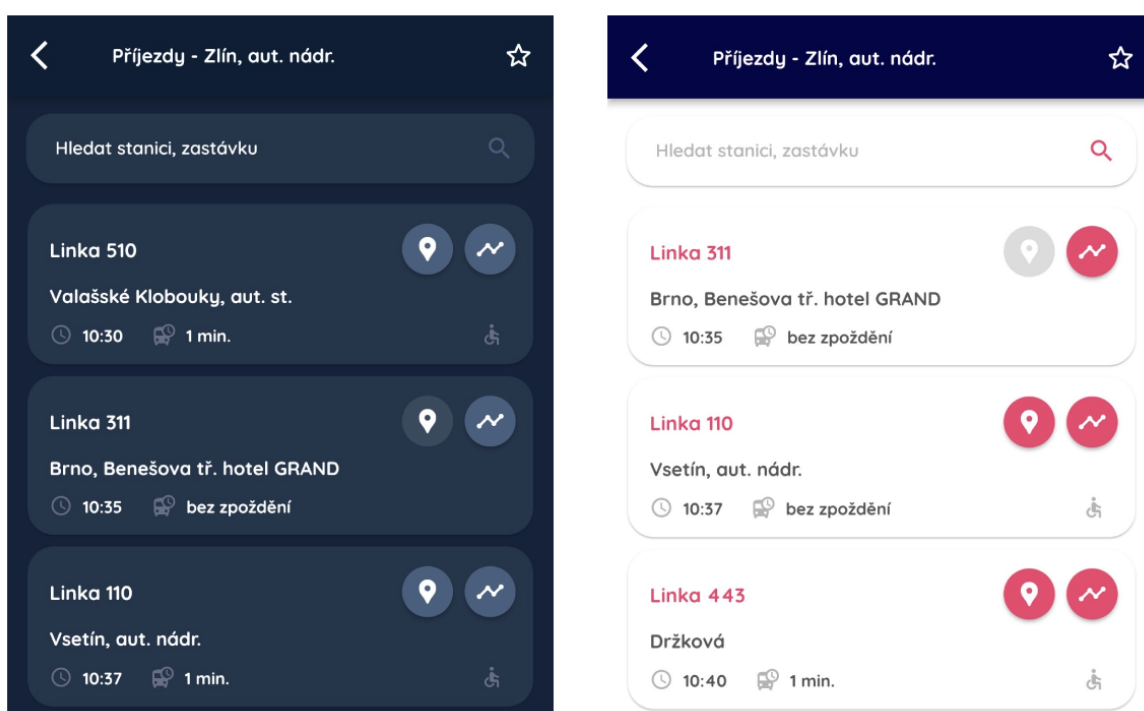 Příjezdy - Zlín, aut. nádr.
Hledat stanici, zastávku
Linka 510
Valašské Klobouky, aut. st.
10:30 1 min.
Linka 311
Brno, Benešova tř. hotel GRAND
10:35 bez zpoždění
Linka 110
Vsetín, aut. nádr.
10:37 1 min.
Příjezdy - Zlín, aut. nádr.
Hledat stanici, zastávku
Linka 311
Brno, Benešova tř. hotel GRAND
10:35 bez zpoždění
Linka 110
Vsetín, aut. nádr.
10:37 bez zpoždění
Linka 443
Držková
10:40 1 min.